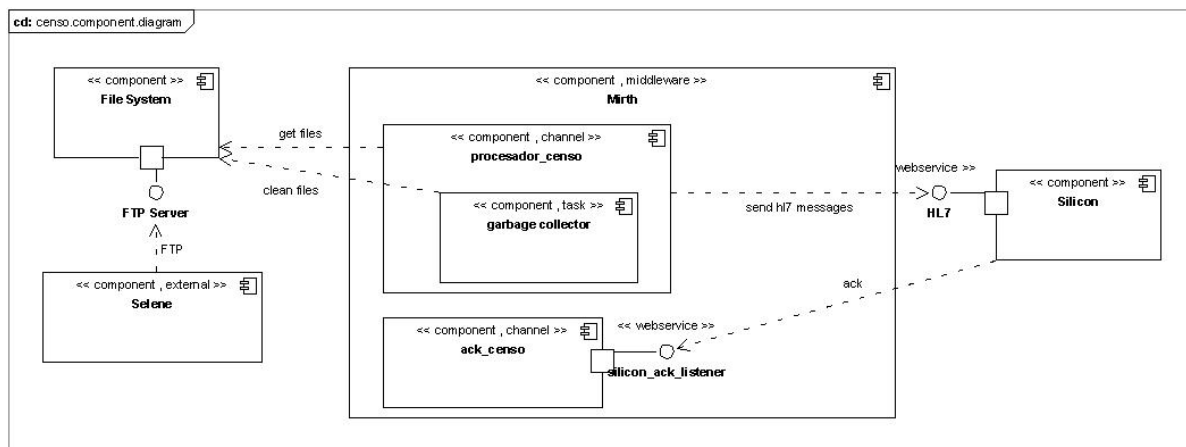 cd: censo.component.diagram
<< component >>
File System
FTP Server
FTP
<< component , external >>
Selene
get files
clean files
<< component , middleware >>
Mirth
<< component , channel >>
procesador_censo
<< component , task >>
garbage collector
<< component , channel >>
ack_censo
<< webservice >>
silicon_ack_listener
send hl7 messages
webservice >>
HL7
<< component >>
Silicon
ack